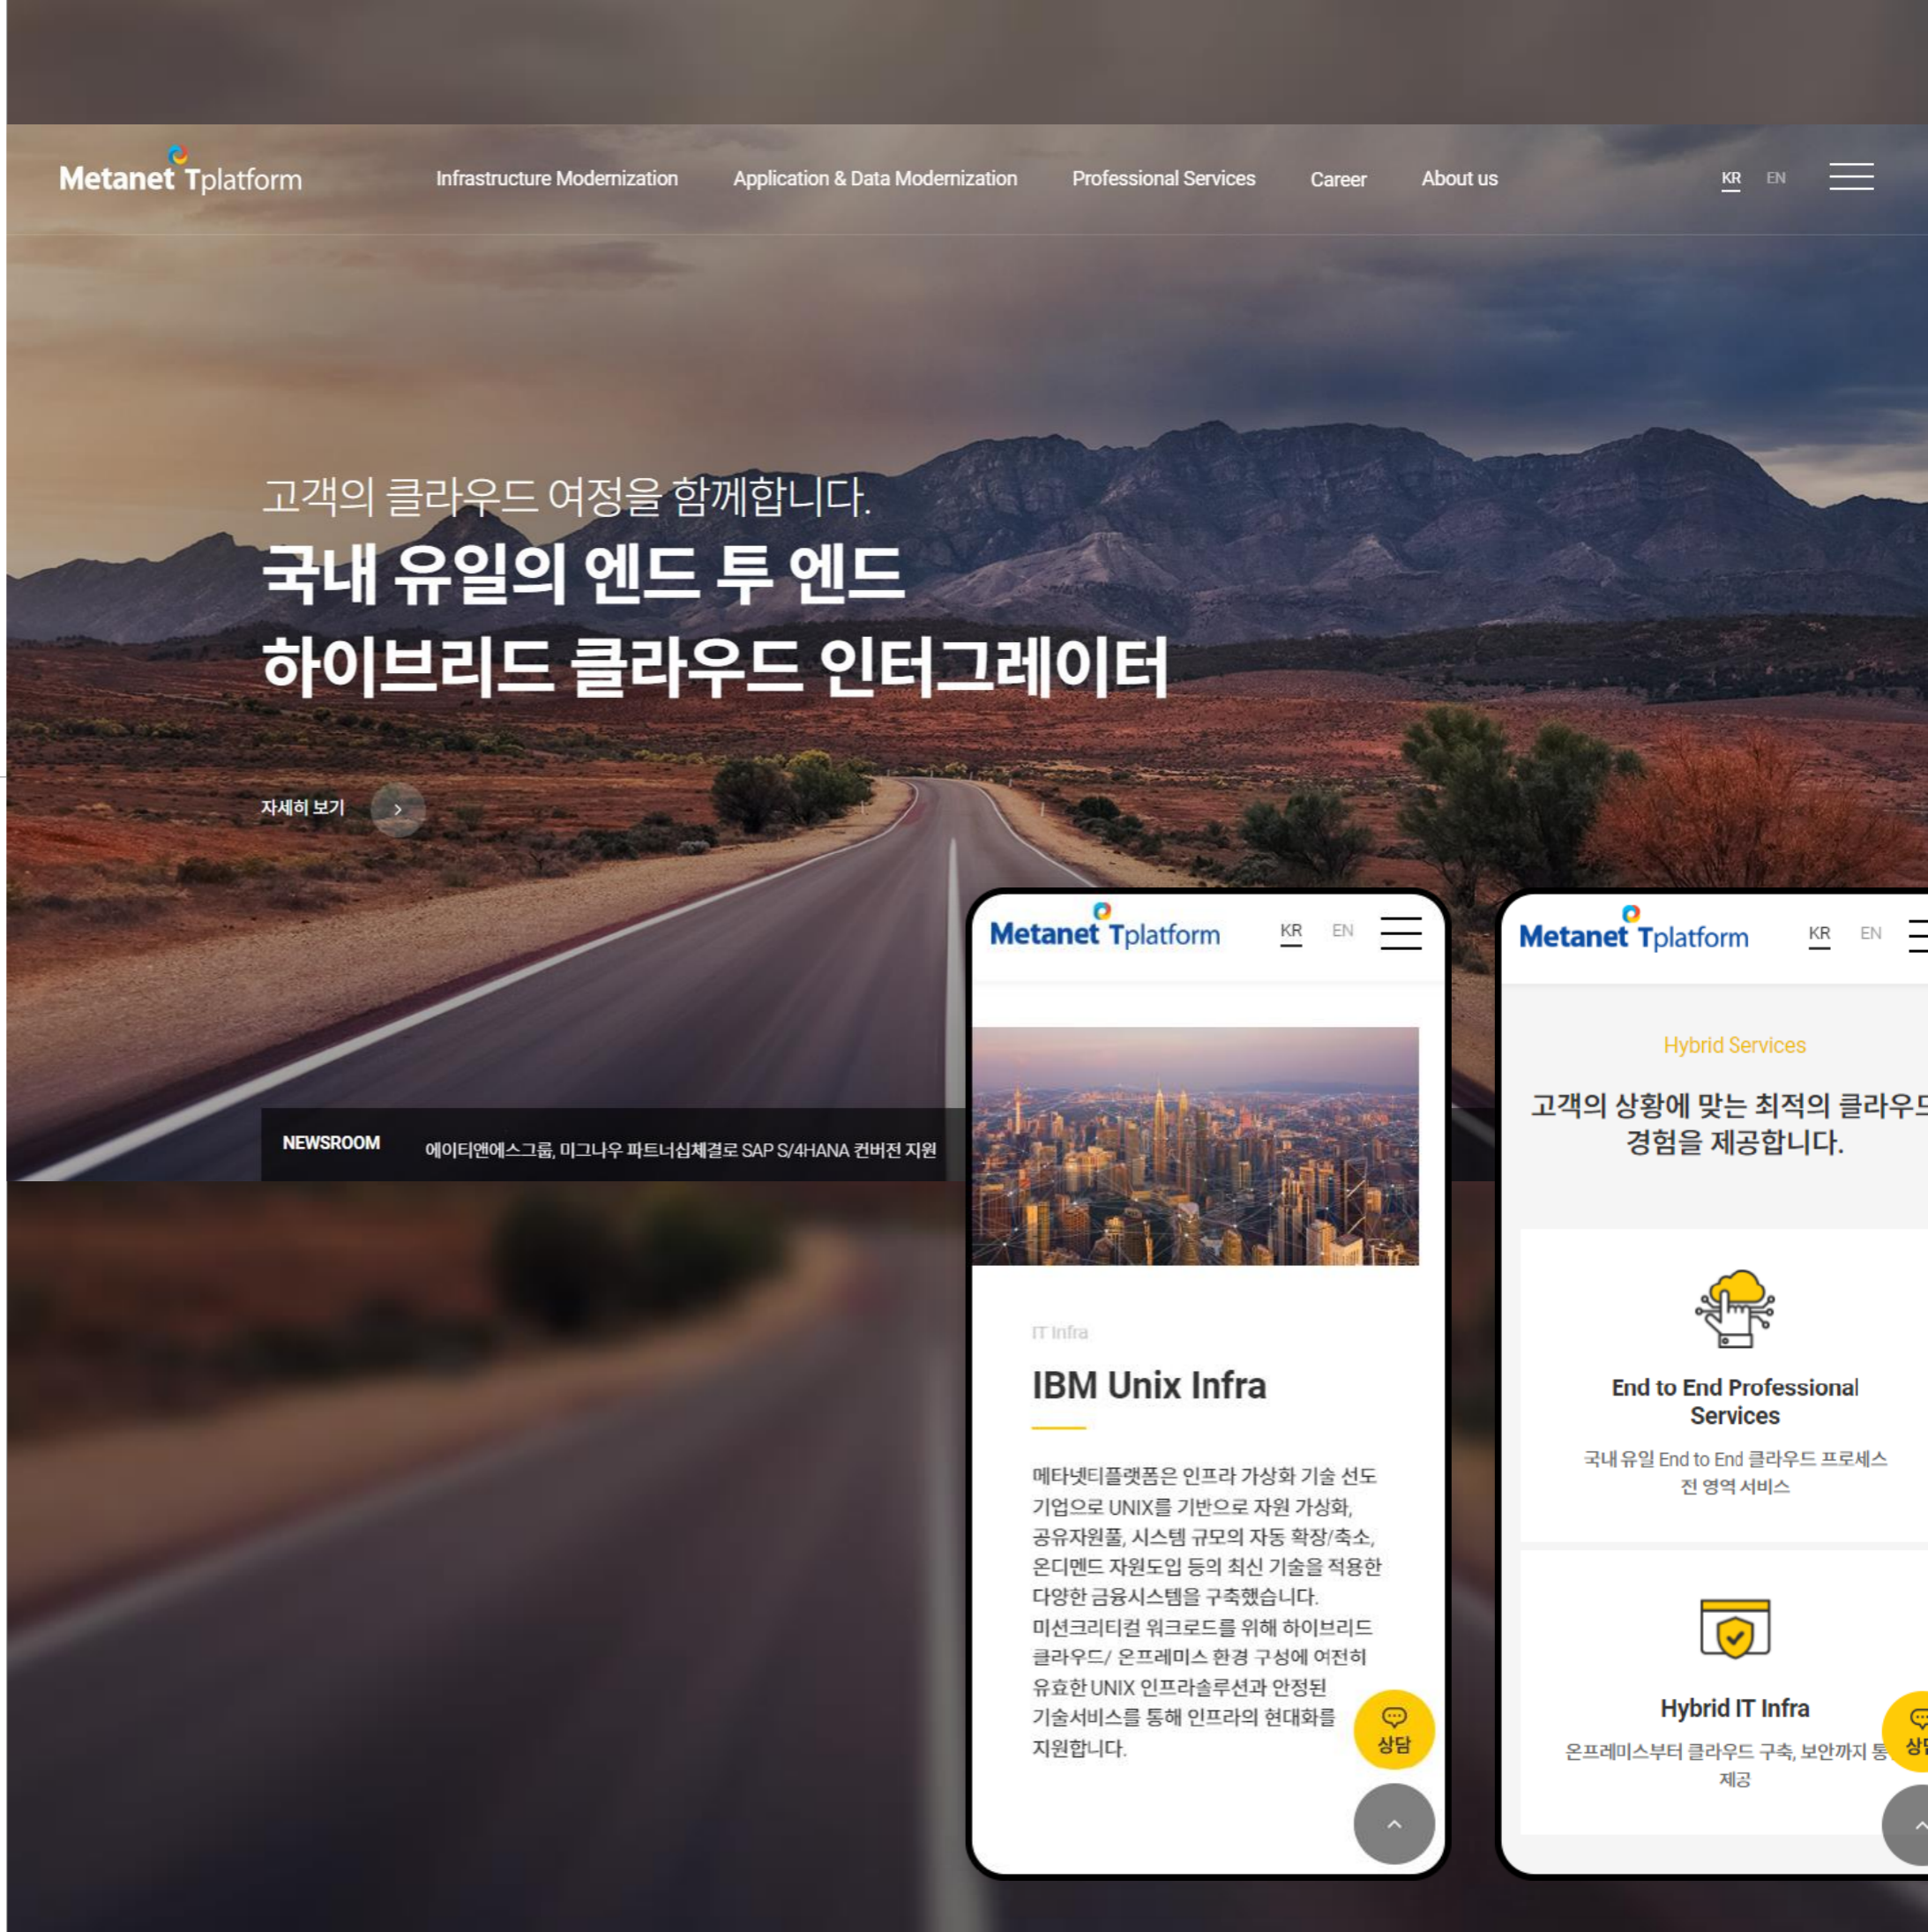 Metanet Tplatform
Infrastructure Modernization
Application & Data Modernization
Professional Services
Career
About us
KR
EN
고객의 클라우드 여정을 함께합니다.
국내 유일의 엔드 투 엔드
하이브리드 클라우드 인터그레이터
자세히 보기
NEWSROOM
에이티앤에스그룹, 미그나우 파트너십체결로 SAP S/4HANA 컨버전 지원
Metanet Tplatform
KR
EN
IT Infra
IBM Unix Infra
메타넷티플랫폼은 인프라 가상화 기술 선도
기업으로 UNIX를 기반으로 자원 가상화,
공유자원풀, 시스템 규모의 자동 확장/축소,
온디멘드 자원도입 등의 최신 기술을 적용한
다양한 금융시스템을 구축했습니다.
미션크리티컬 워크로드를 위해 하이브리드
클라우드/ 온프레미스 환경 구성에 여전히
유효한 UNIX 인프라솔루션과 안정된
기술서비스를 통해 인프라의 현대화를
지원합니다.
상담
Metanet Tplatform
KR
EN
Hybrid Services
고객의 상황에 맞는 최적의 클라우드
경험을 제공합니다.
End to End Professional
Services
국내 유일 End to End 클라우드 프로세스
전 영역 서비스
Hybrid IT Infra
온프레미스부터 클라우드 구축, 보안까지 통
제공